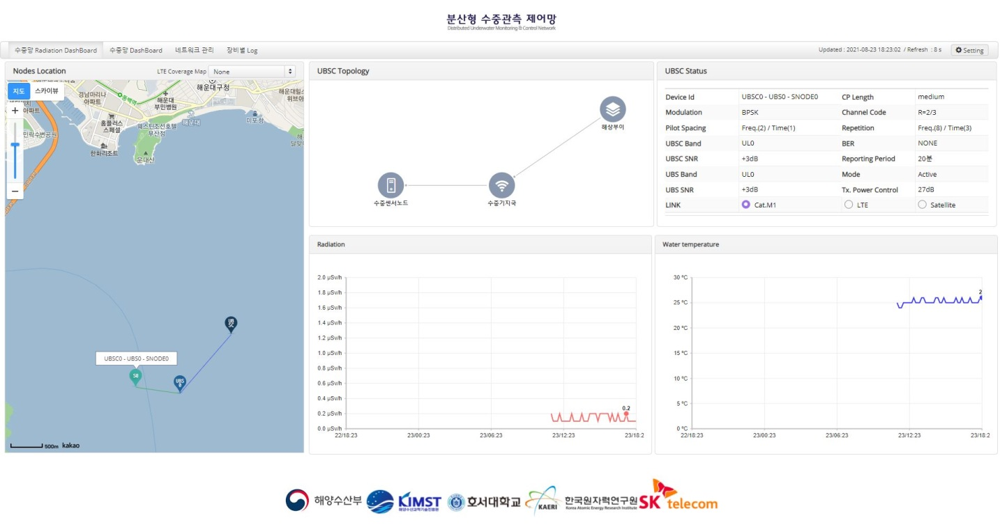 분산형 수중관측 제어망
Distributed Underwater Monitoring & Control Network
수중망 Radiation DashBoard 수중망 DashBoard 네트워크 관리 장비별 Log
Updated : 2021-08-23 18:23:02 / Refresh : 8 s Setting
Nodes Location LTE Coverage Map None
지도 스카이뷰
경남마리나
아파트
동백역
해운대
부민병원
해운대구청
해운대힐스
위브아
아파트
홈플러스
스페셜
웨스틴조선호텔
부산점
해운대
미포항
민락수변공원
한화리조트
운대산
해
달맞
UB
SC
UBSC0 - UBS0 - SNODE0
S0
UBS
0
500m kakao
UBSC Topology
해상부이
수중센서노드
수중기지국
UBSC Status
Device Id UBSC0 - UBS0 - SNODE0 CP Length medium
Modulation BPSK Channel Code R=2/3
Pilot Spacing Freq.(2) / Time(1) Repetition Freq.(8) / Time(3)
UBSC Band UL0 BER NONE
UBSC SNR +3dB Reporting Period 20분
UBS Band UL0 Mode Active
UBS SNR +3dB Tx. Power Control 27dB
LINK Cat.M1 LTE Satellite
Radiation
2.0 μSv/h
1.8 μSv/h
1.6 μSv/h
1.4 μSv/h
1.2 μSv/h
1.0 μSv/h
0.8 μSv/h
0.6 μSv/h
0.4 μSv/h
0.2 μSv/h
0.0 μSv/h
0.2
22/18:23 23/00:23 23/06:23 23/12:23 23/18:2
Water temperature
30 ºC
25 ºC
20 ºC
15 ºC
10 ºC
5 ºC
0 ºC
2
22/18:23 23/00:23 23/06:23 23/12:23 23/18:2
해양수산부 KIMST 호서대학교 KAERI 한국원자력연구원 SK telecom
해양수산과학기술진흥원 Korea Atomic Energy Research Institute